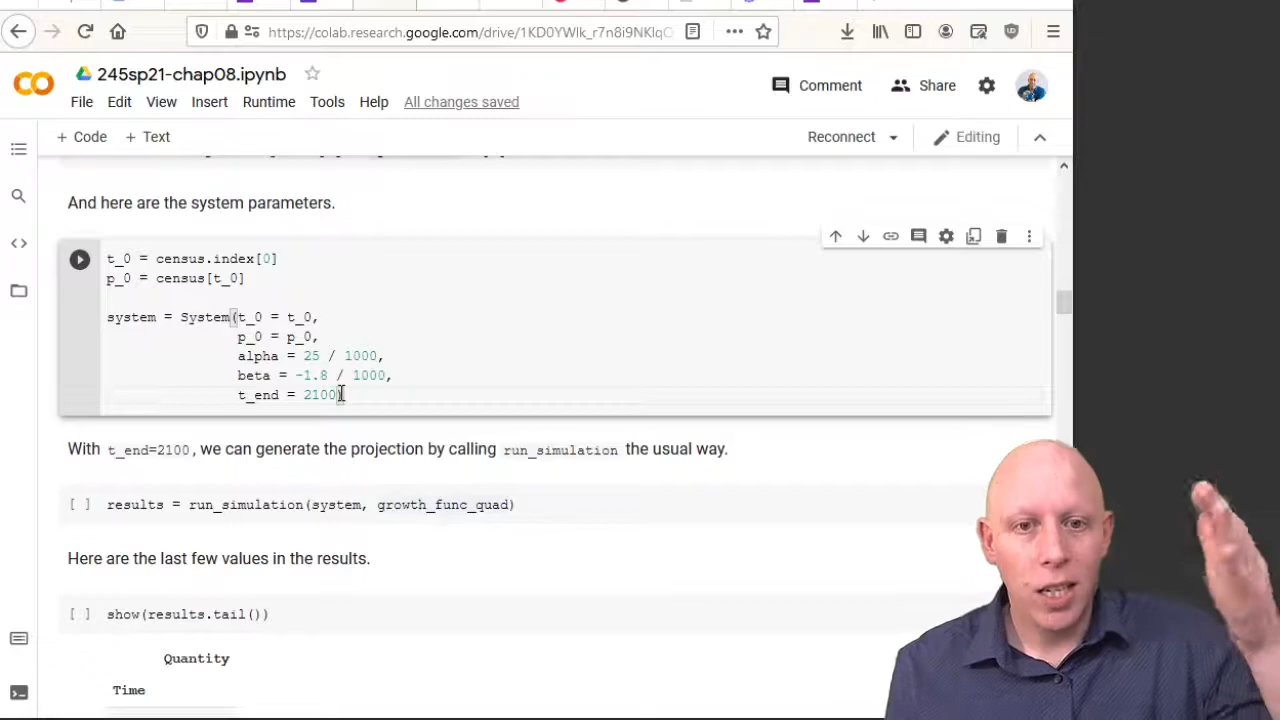 https://colab.research.google.com/drive/1KD0YWlk_r7n8i9NKlqC
245sp21-chap08.ipynb
Comment
Share
File Edit View Insert Runtime Tools Help All changes saved
+ Code + Text
Reconnect
Editing
And here are the system parameters.
t_0 = census.index[0]
p_0 = census[t_0]
system = System(t_0 = t_0,
p_0 = p_0,
alpha = 25 / 1000,
beta = -1.8 / 1000,
t_end = 2100)
With t_end=2100, we can generate the projection by calling run_simulation the usual way.
[ ] results = run_simulation(system, growth_func_quad)
Here are the last few values in the results.
[ ] show(results.tail())
Quantity
Time